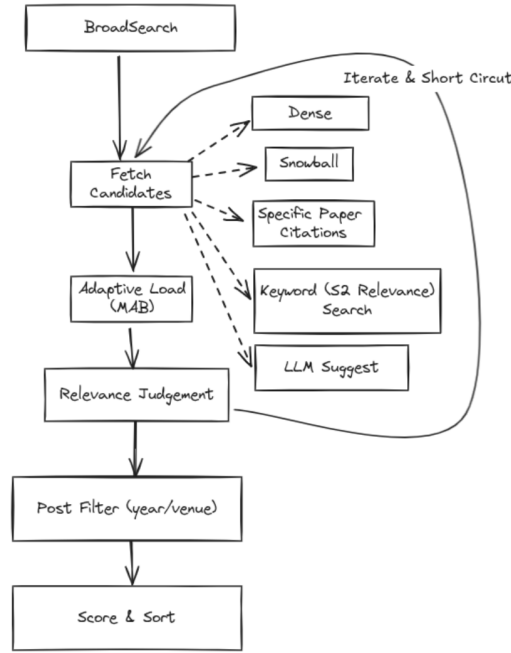 BroadSearch
Iterate & Short Circut
Dense
Fetch
Candidates
Snowball
Specific Paper
Citations
Adaptive Load
(MAB)
Keyword (S2 Relevance)
Search
LLM Suggest
Relevance Judgement
Post Filter (year/venue)
Score & Sort